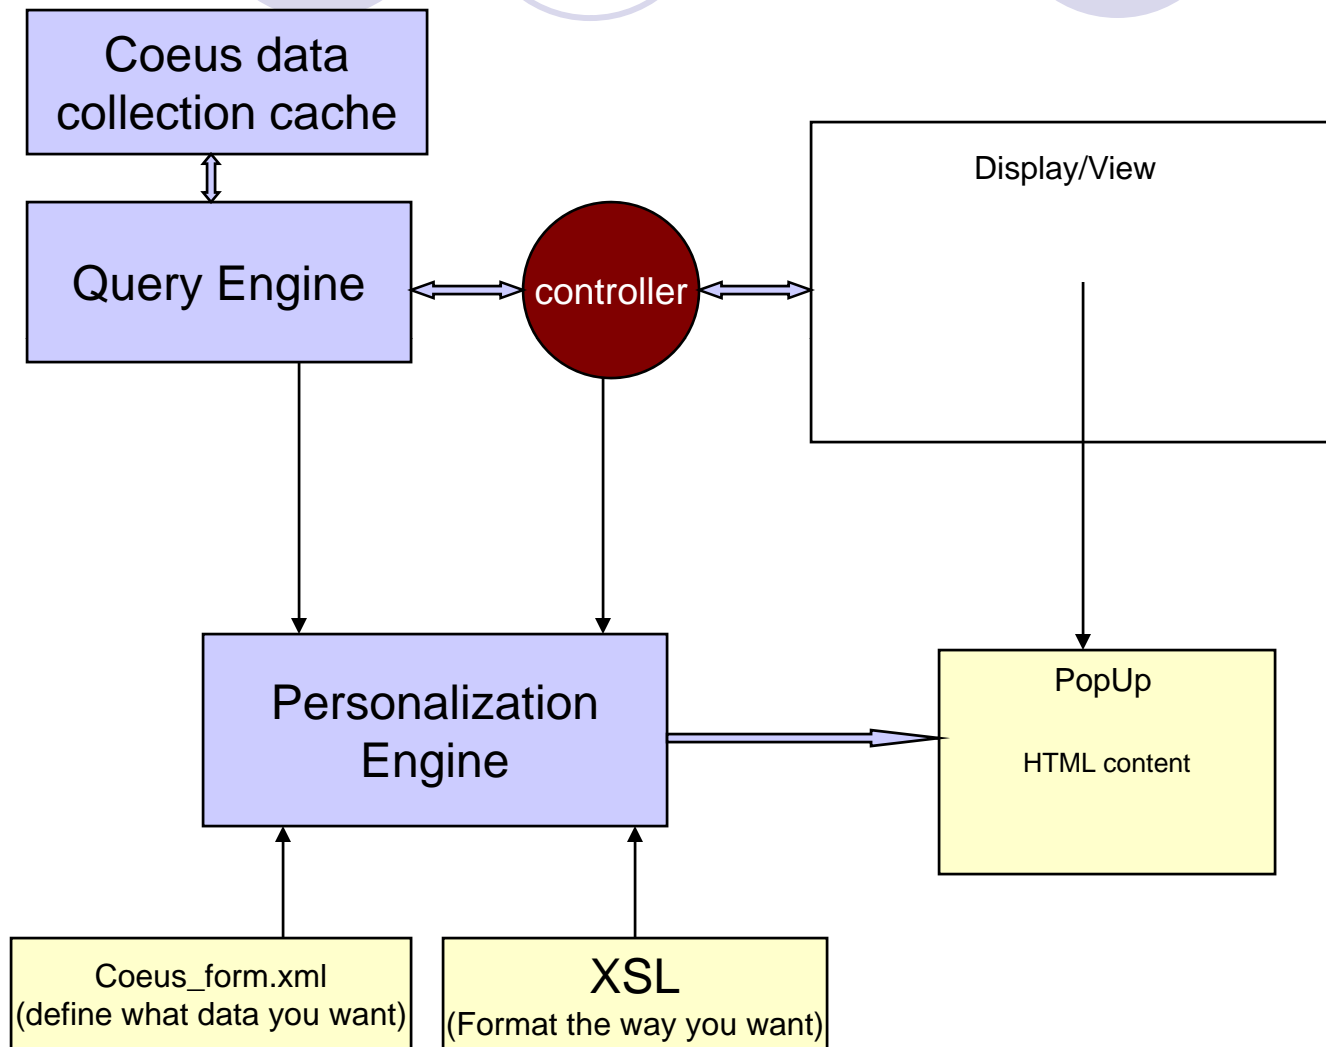 Coeus data
collection cache
Display/View
Query Engine
controller
Personalization
Engine
PopUp
HTML content
Coeus_form.xml
(define what data you want)
XSL
(Format the way you want)